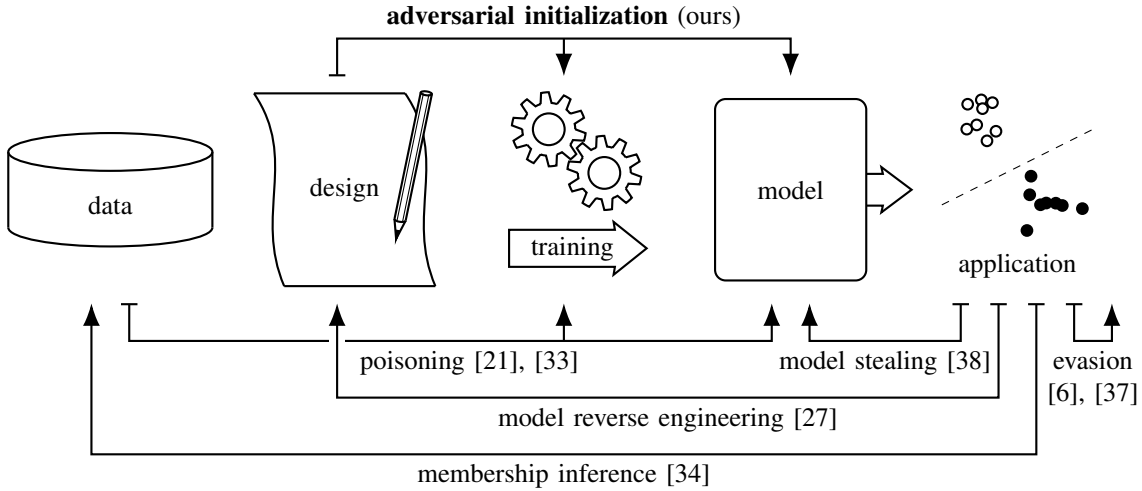 adversarial initialization (ours)
data
design
training
model
application
poisoning [21], [33]
model stealing [38]
evasion
[6], [37]
model reverse engineering [27]
membership inference [34]